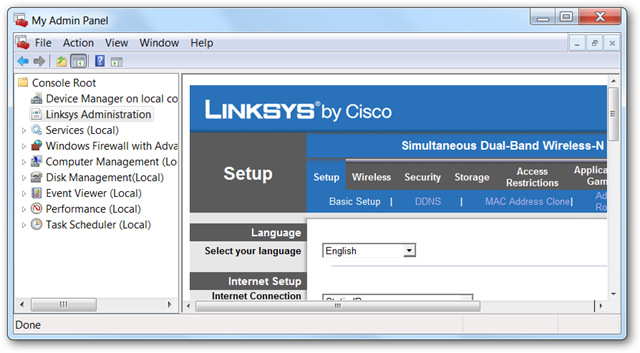 My Admin Panel
File Action View Window Help
Console Root
Device Manager on local co
Linksys Administration
Services (Local)
Windows Firewall with Adva
Computer Management (Lo
Disk Management(Local)
Event Viewer (Local)
Performance (Local)
Task Scheduler (Local)
LINKSYS® by Cisco
Simultaneous Dual-Band Wireless-N
Setup
Setup Wireless Security Storage Access Restrictions Applica
Gam
Basic Setup | DDNS | MAC Address Clone| Ad
Ro
Language
Select your language English
Internet Setup
Internet Connection
Done